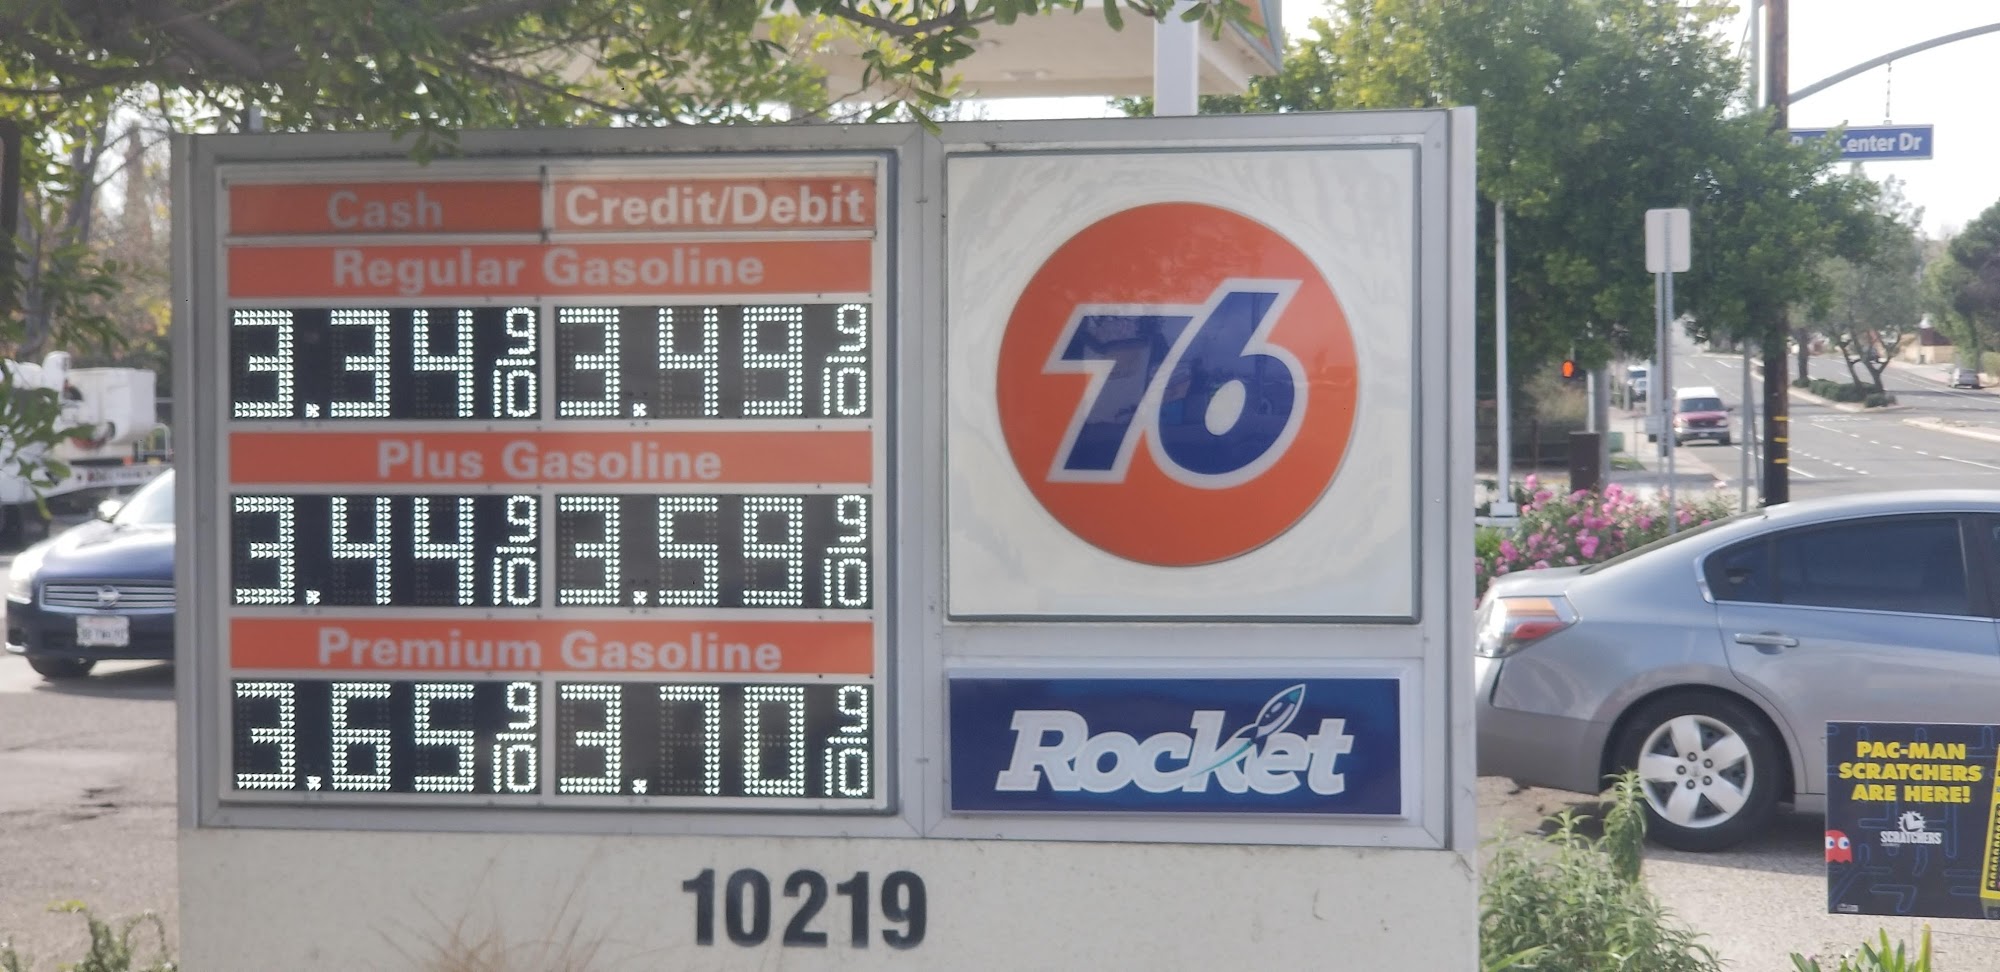 Cash Credit/Debit
Regular Gasoline
3.34 9/10 3.49 9/10
Plus Gasoline
3.44 9/10 3.59 9/10
Premium Gasoline
3.65 9/10 3.70 9/10
76
Rocket
10219
Center Dr
PAC-MAN
SCRATCHERS
ARE HERE!
SCRATCHERS